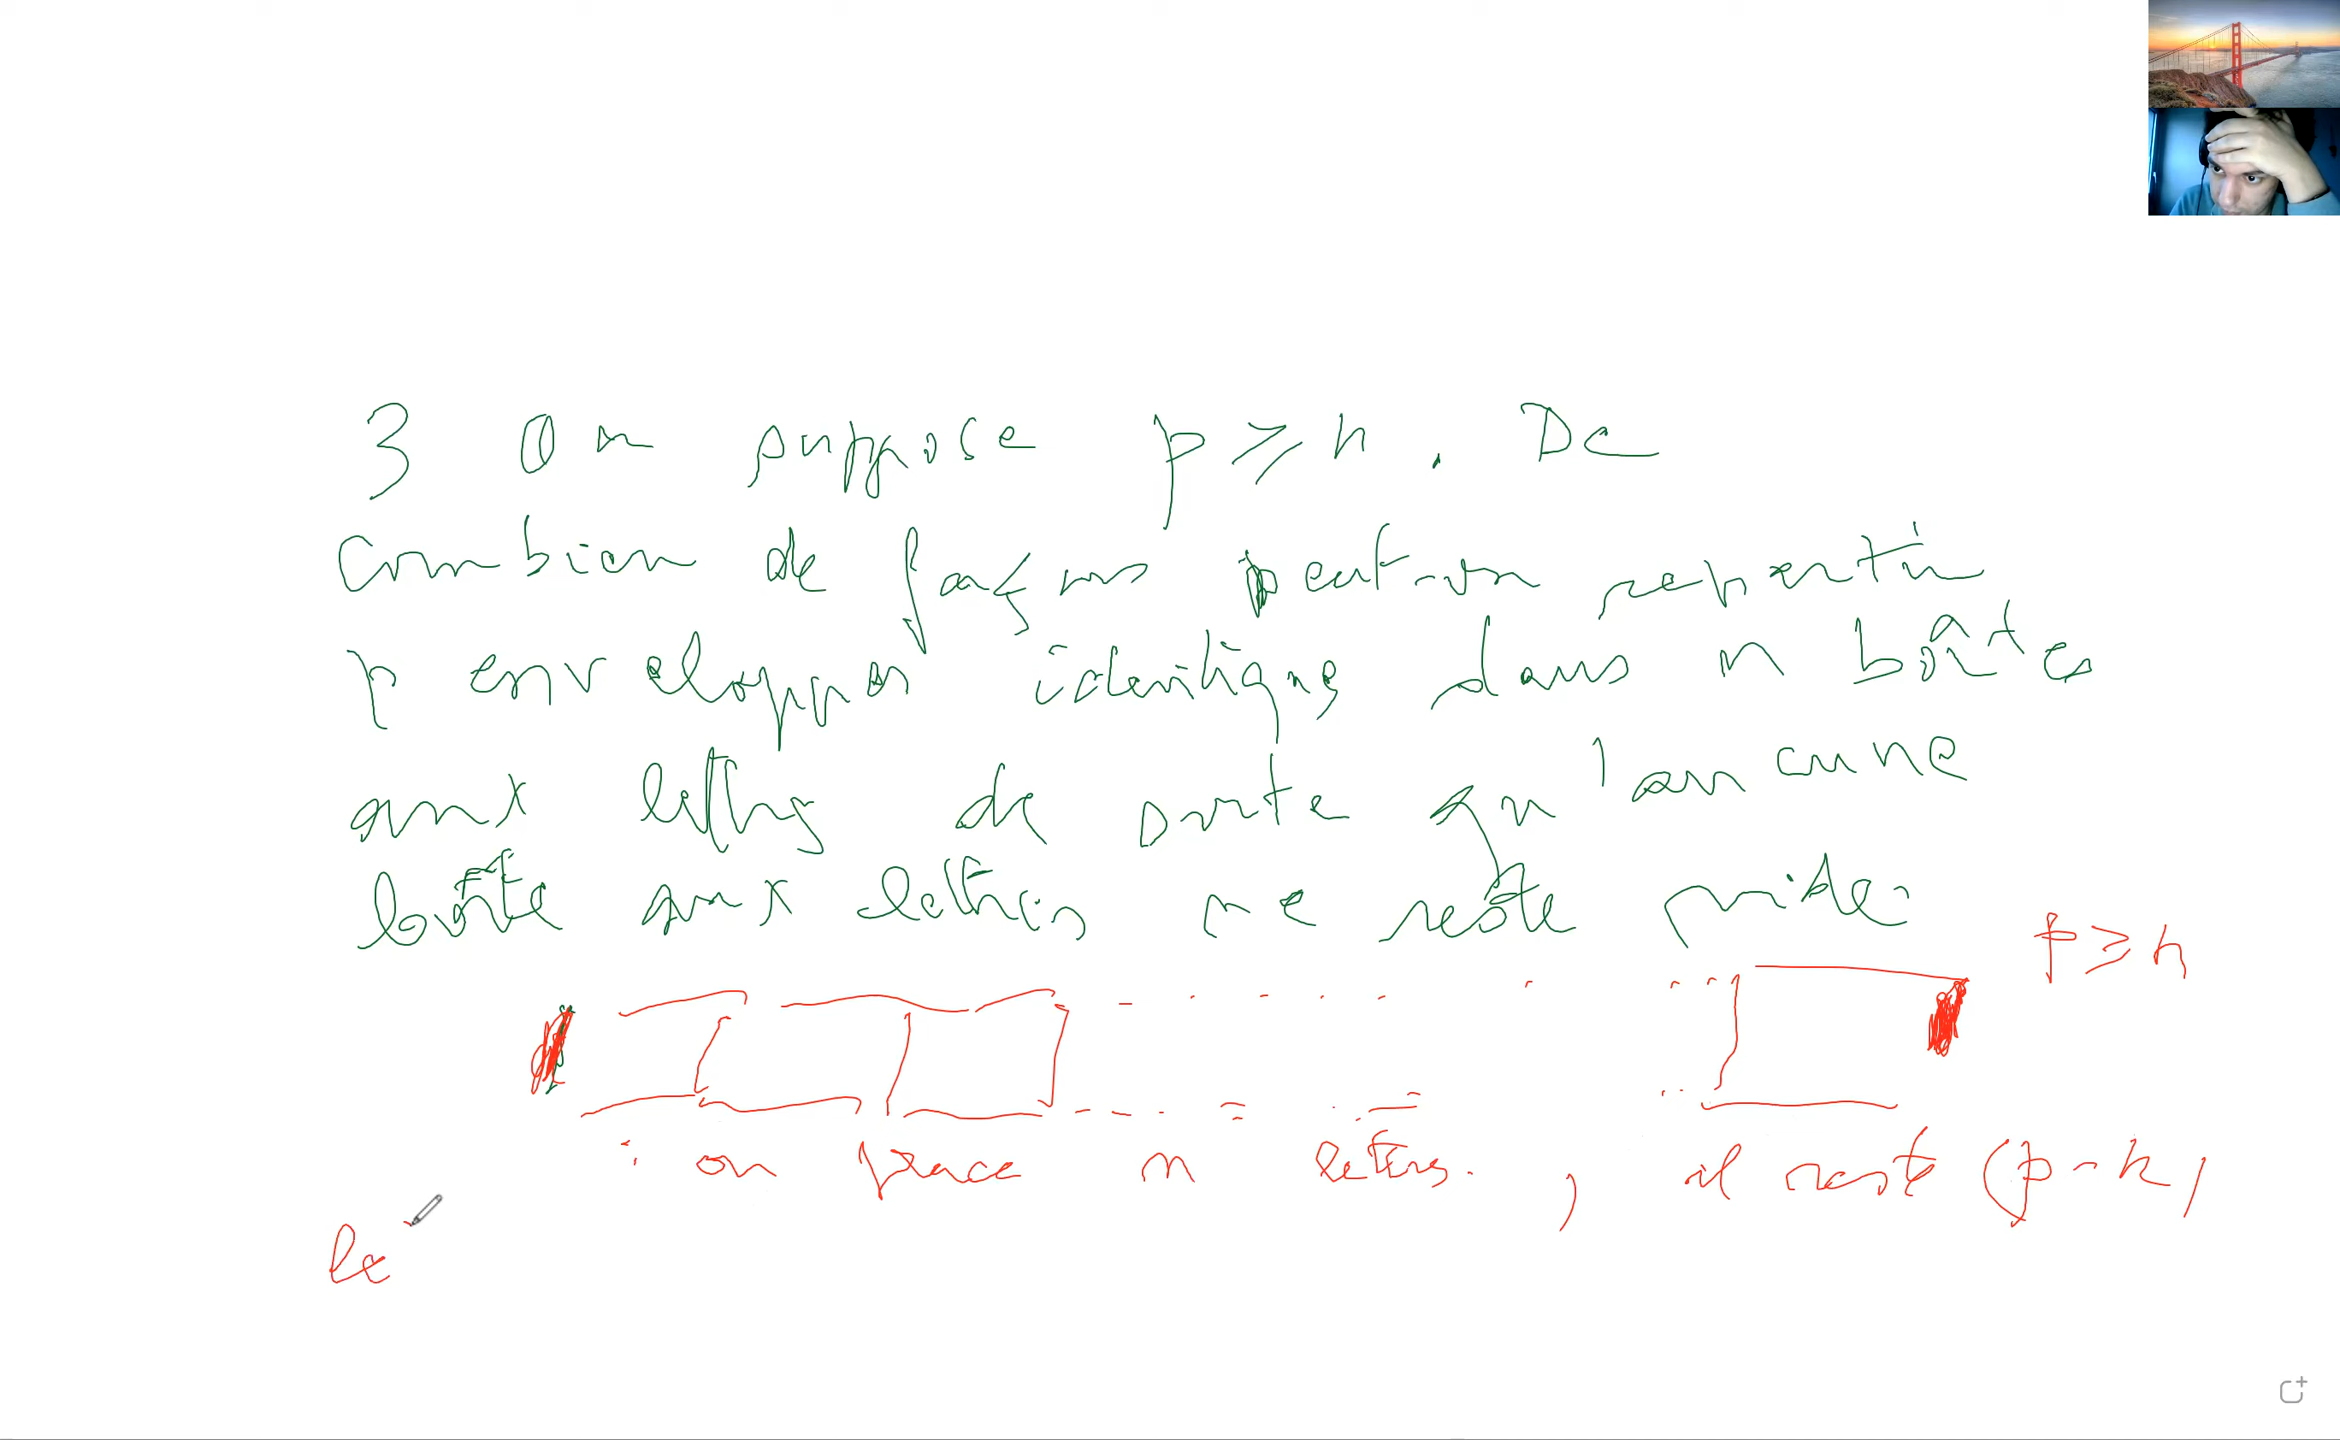 3 On suppose p ⩾ n. De
combien de façons peut-on repartir
p enveloppes identiques dans n boîtes
aux lettres de sorte qu'aucune
boîte aux lettres ne reste vide.
p ⩾ n
: on place n lettres. , il reste (p-n)
le